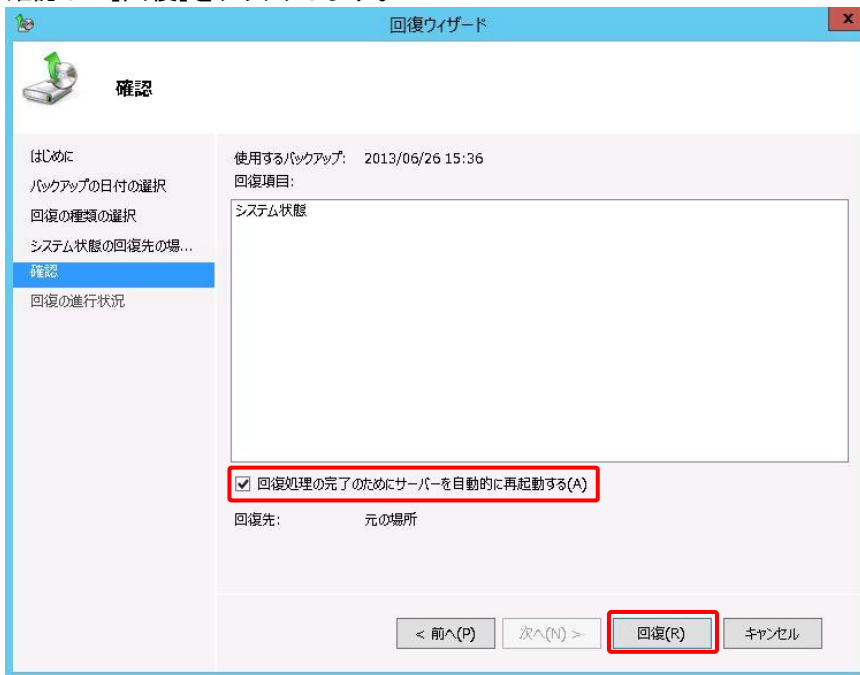 回復ウィザード
x
確認
はじめに
バックアップの日付の選択
回復の種類の選択
システム状態の回復先の場...
確認
回復の進行状況
使用するバックアップ: 2013/06/26 15:36
回復項目:
システム状態
回復処理の完了のためにサーバーを自動的に再起動する(A)
回復先: 元の場所
< 前へ(P) 次へ(N) > 回復(R) キャンセル